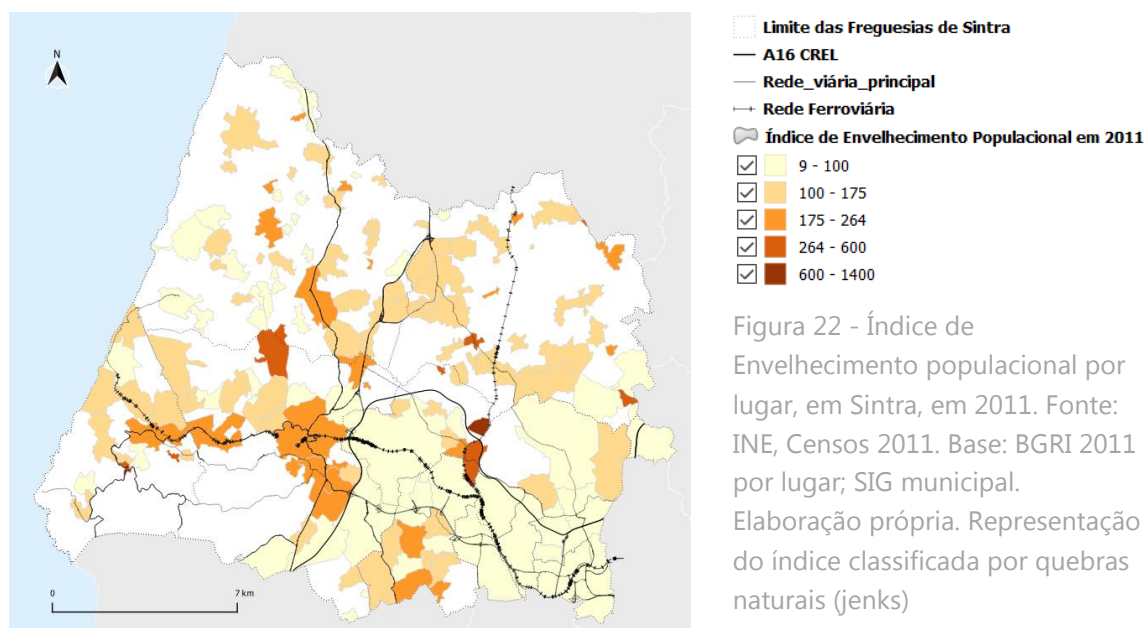 N
0 7 km
Limite das Freguesias de Sintra
A16 CREL
Rede_viária_principal
Rede Ferroviária
Índice de Envelhecimento Populacional em 2011
9 - 100
100 - 175
175 - 264
264 - 600
600 - 1400
Figura 22 - Índice de
Envelhecimento populacional por
lugar, em Sintra, em 2011. Fonte:
INE, Censos 2011. Base: BGRI 2011
por lugar; SIG municipal.
Elaboração própria. Representação
do índice classificada por quebras
naturais (jenks)